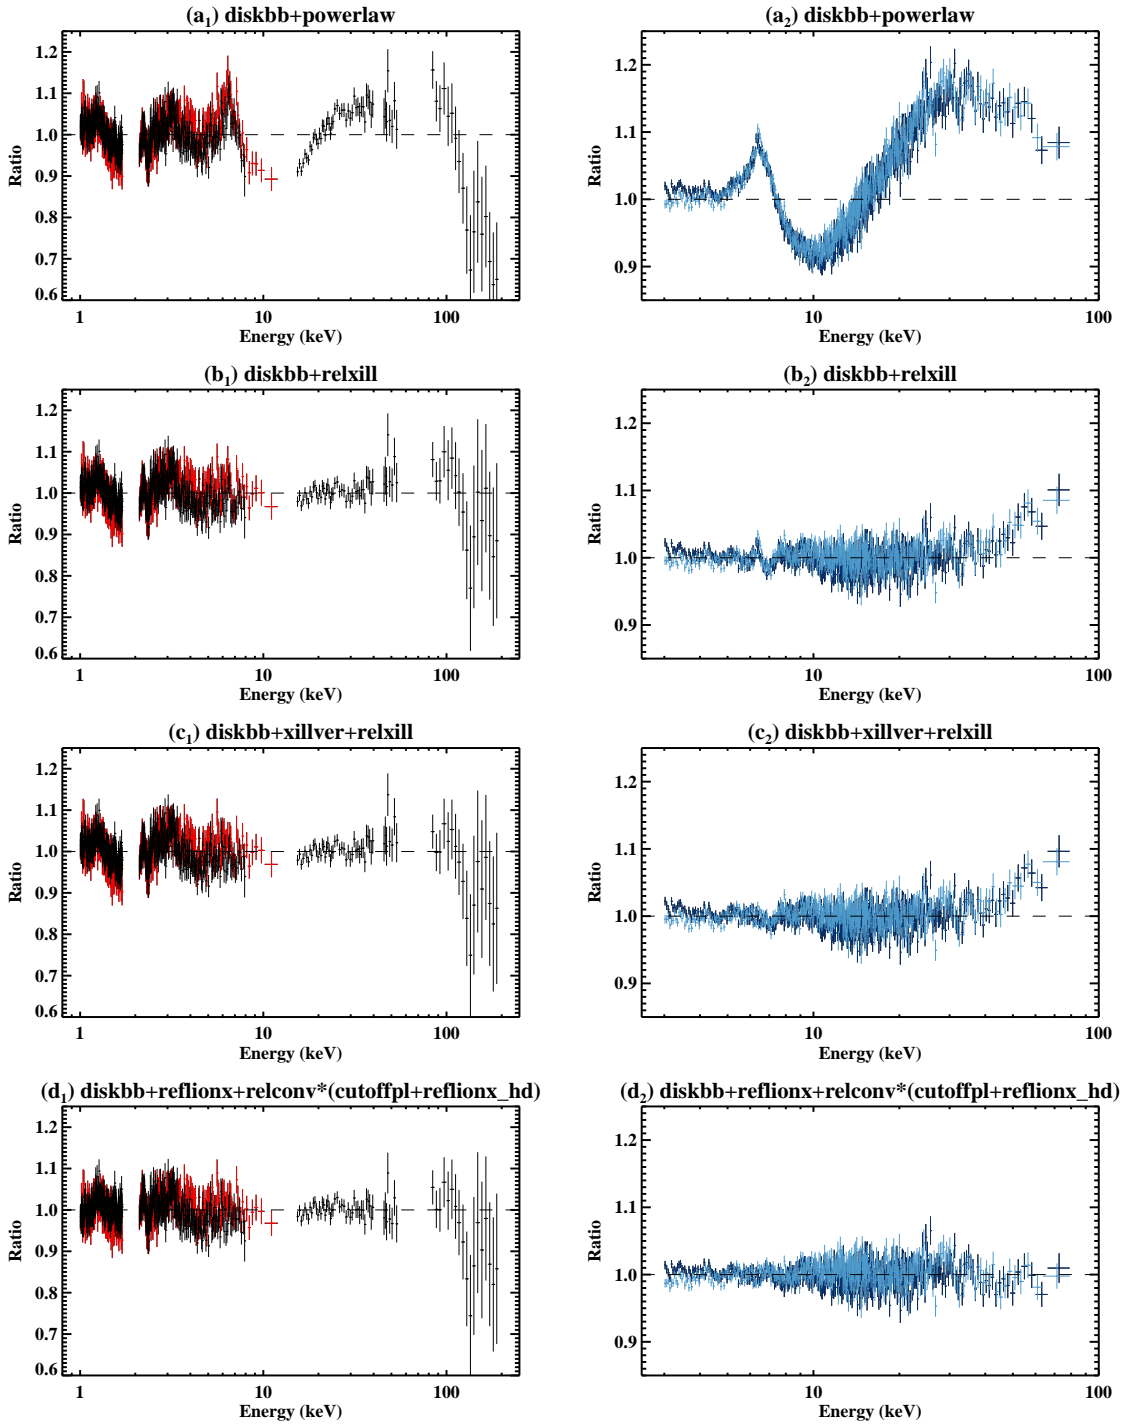 (a1) diskbb+powerlaw
1.2
1.1
1.0
0.9
0.8
0.7
0.6
Ratio
1 10 100
Energy (keV)
(a2) diskbb+powerlaw
1.2
1.1
1.0
0.9
Ratio
10 100
Energy (keV)
(b1) diskbb+relxill
1.2
1.1
1.0
0.9
0.8
0.7
0.6
Ratio
1 10 100
Energy (keV)
(b2) diskbb+relxill
1.2
1.1
1.0
0.9
Ratio
10 100
Energy (keV)
(c1) diskbb+xillver+relxill
1.2
1.1
1.0
0.9
0.8
0.7
0.6
Ratio
1 10 100
Energy (keV)
(c2) diskbb+xillver+relxill
1.2
1.1
1.0
0.9
Ratio
10 100
Energy (keV)
(d1) diskbb+reflionx+relconv*(cutoffpl+reflionx_hd)
1.2
1.1
1.0
0.9
0.8
0.7
0.6
Ratio
1 10 100
Energy (keV)
(d2) diskbb+reflionx+relconv*(cutoffpl+reflionx_hd)
1.2
1.1
1.0
0.9
Ratio
10 100
Energy (keV)